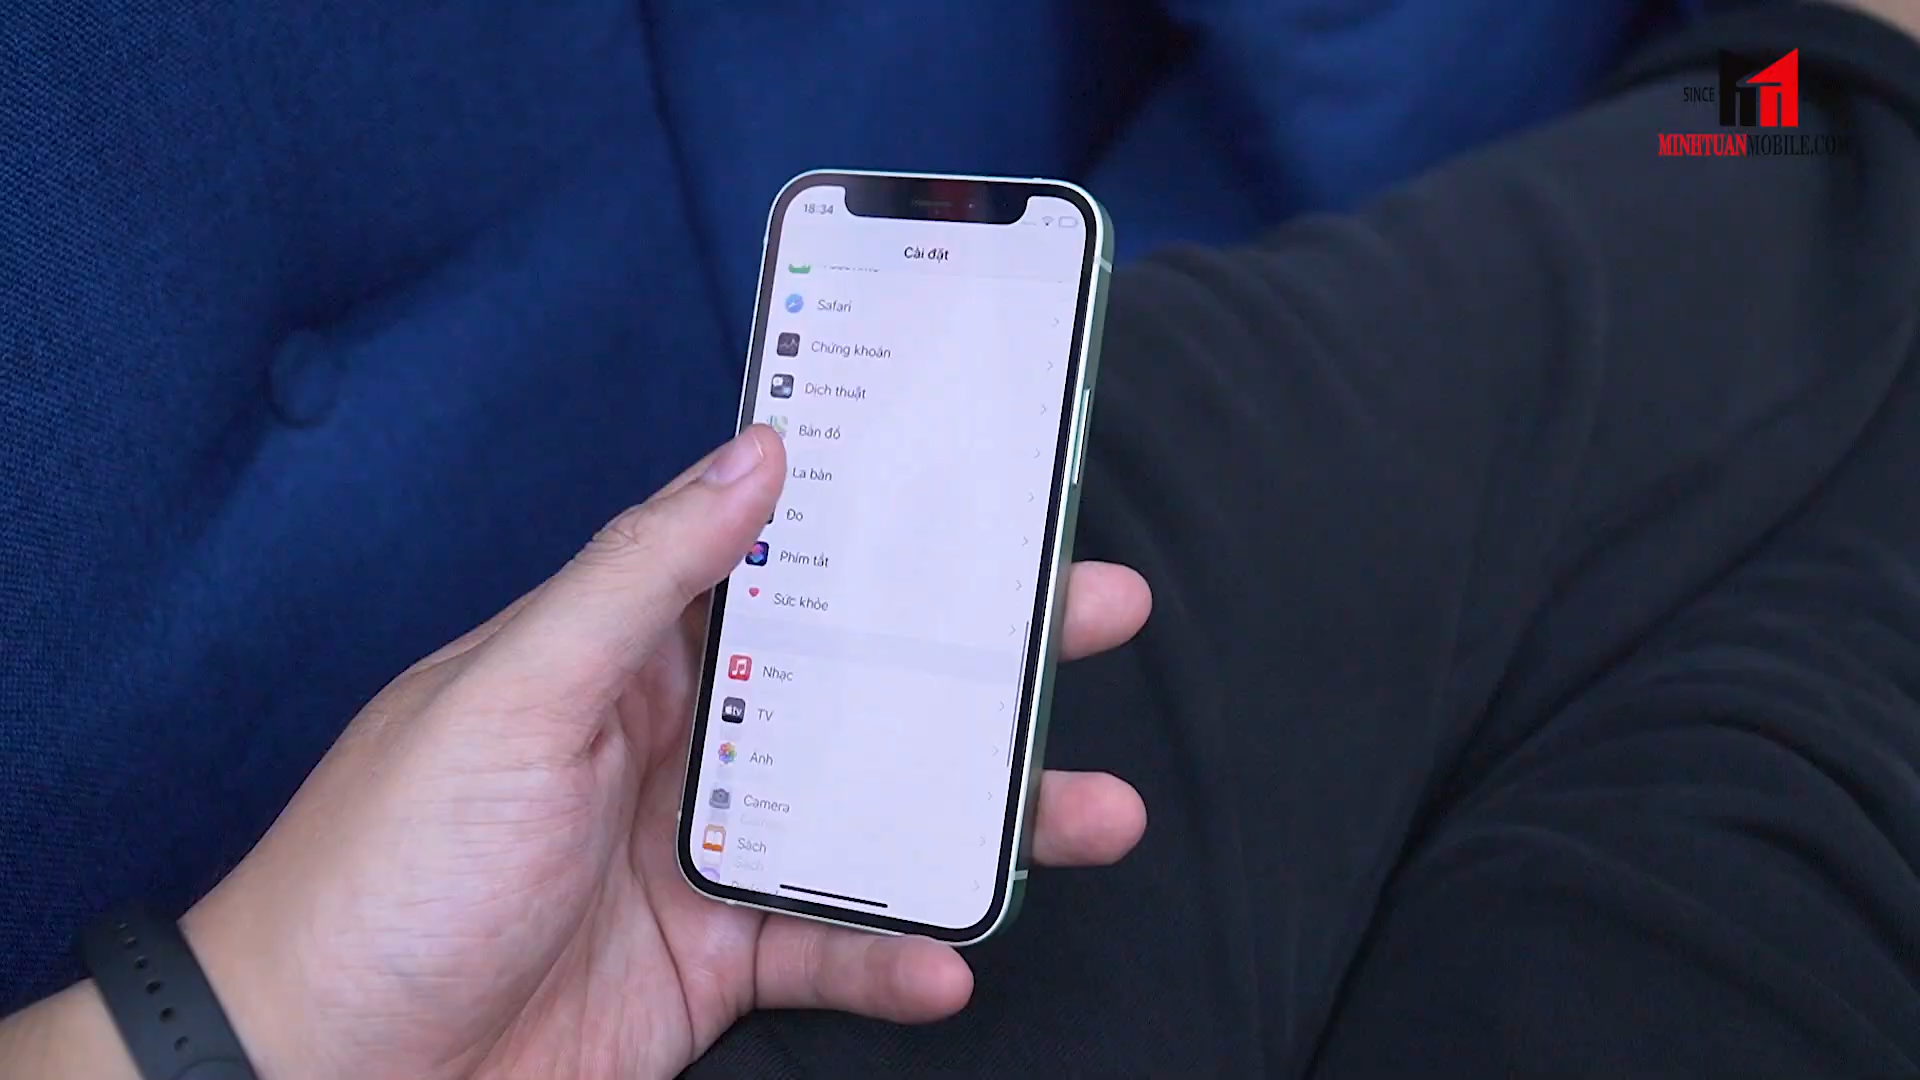 SINCE
MINHTUANMOBILE.COM
18:34
Cài đặt
Safari
Chứng khoán
Dịch thuật
Bản đồ
La bàn
Đo
Phím tắt
Sức khỏe
Nhạc
TV
Ảnh
Camera
Sách